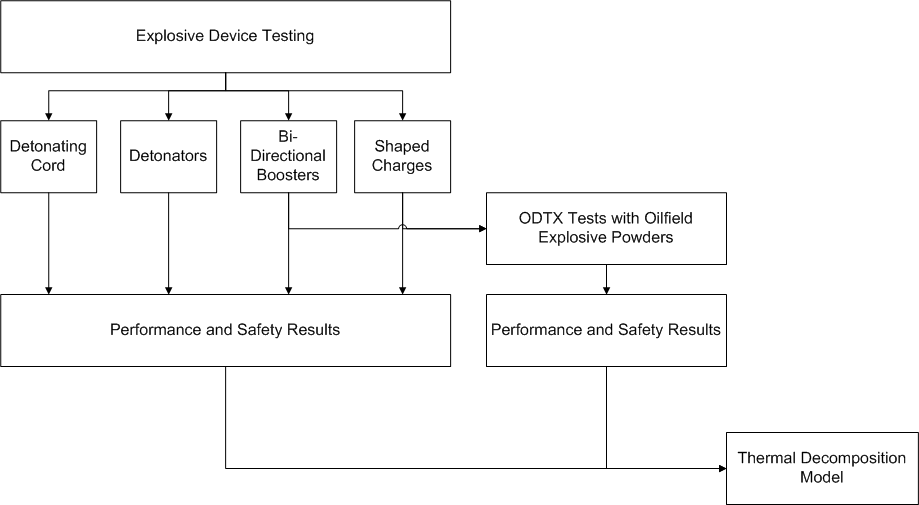 Explosive Device Testing
Detonating
Cord
Detonators
Bi-
Directional
Boosters
Shaped
Charges
ODTX Tests with Oilfield
Explosive Powders
Performance and Safety Results
Performance and Safety Results
Thermal Decomposition
Model